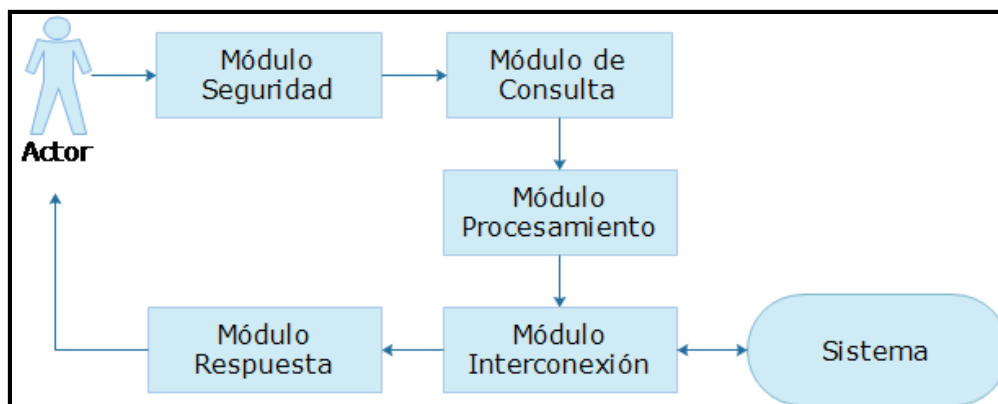 Actor
Módulo
Seguridad
Módulo de
Consulta
Módulo
Procesamiento
Módulo
Interconexión
Sistema
Módulo
Respuesta